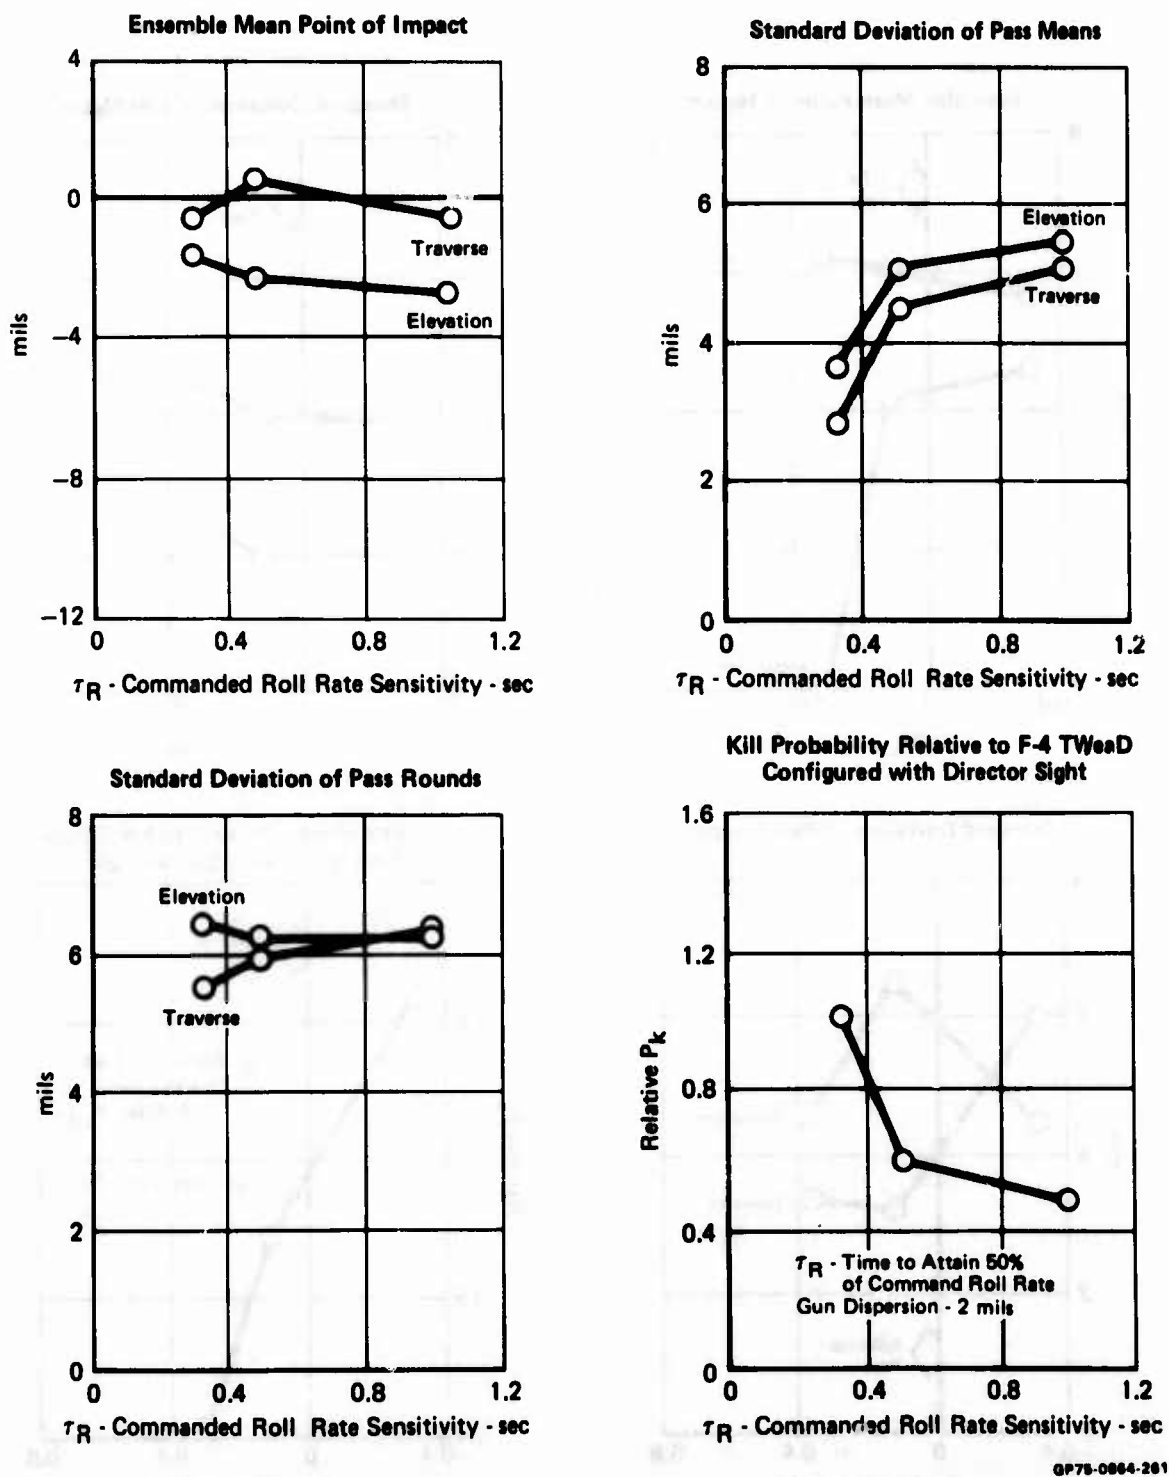 Ensemble Mean Point of Impact
4
0
−4
−8
−12
mils
Traverse
Elevation
0 0.4 0.8 1.2
τR - Commanded Roll Rate Sensitivity - sec
Standard Deviation of Pass Means
8
6
4
2
0
mils
Elevation
Traverse
0 0.4 0.8 1.2
τR - Commanded Roll Rate Sensitivity - sec
Standard Deviation of Pass Rounds
8
6
4
2
0
mils
Elevation
Traverse
0 0.4 0.8 1.2
τR - Commanded Roll Rate Sensitivity - sec
Kill Probability Relative to F-4 TWeaD
Configured with Director Sight
1.6
1.2
0.8
0.4
0
Relative Pk
τR - Time to Attain 50%
of Command Roll Rate
Gun Dispersion - 2 mils
0 0.4 0.8 1.2
τR - Commanded Roll Rate Sensitivity - sec
GP75-0664-261